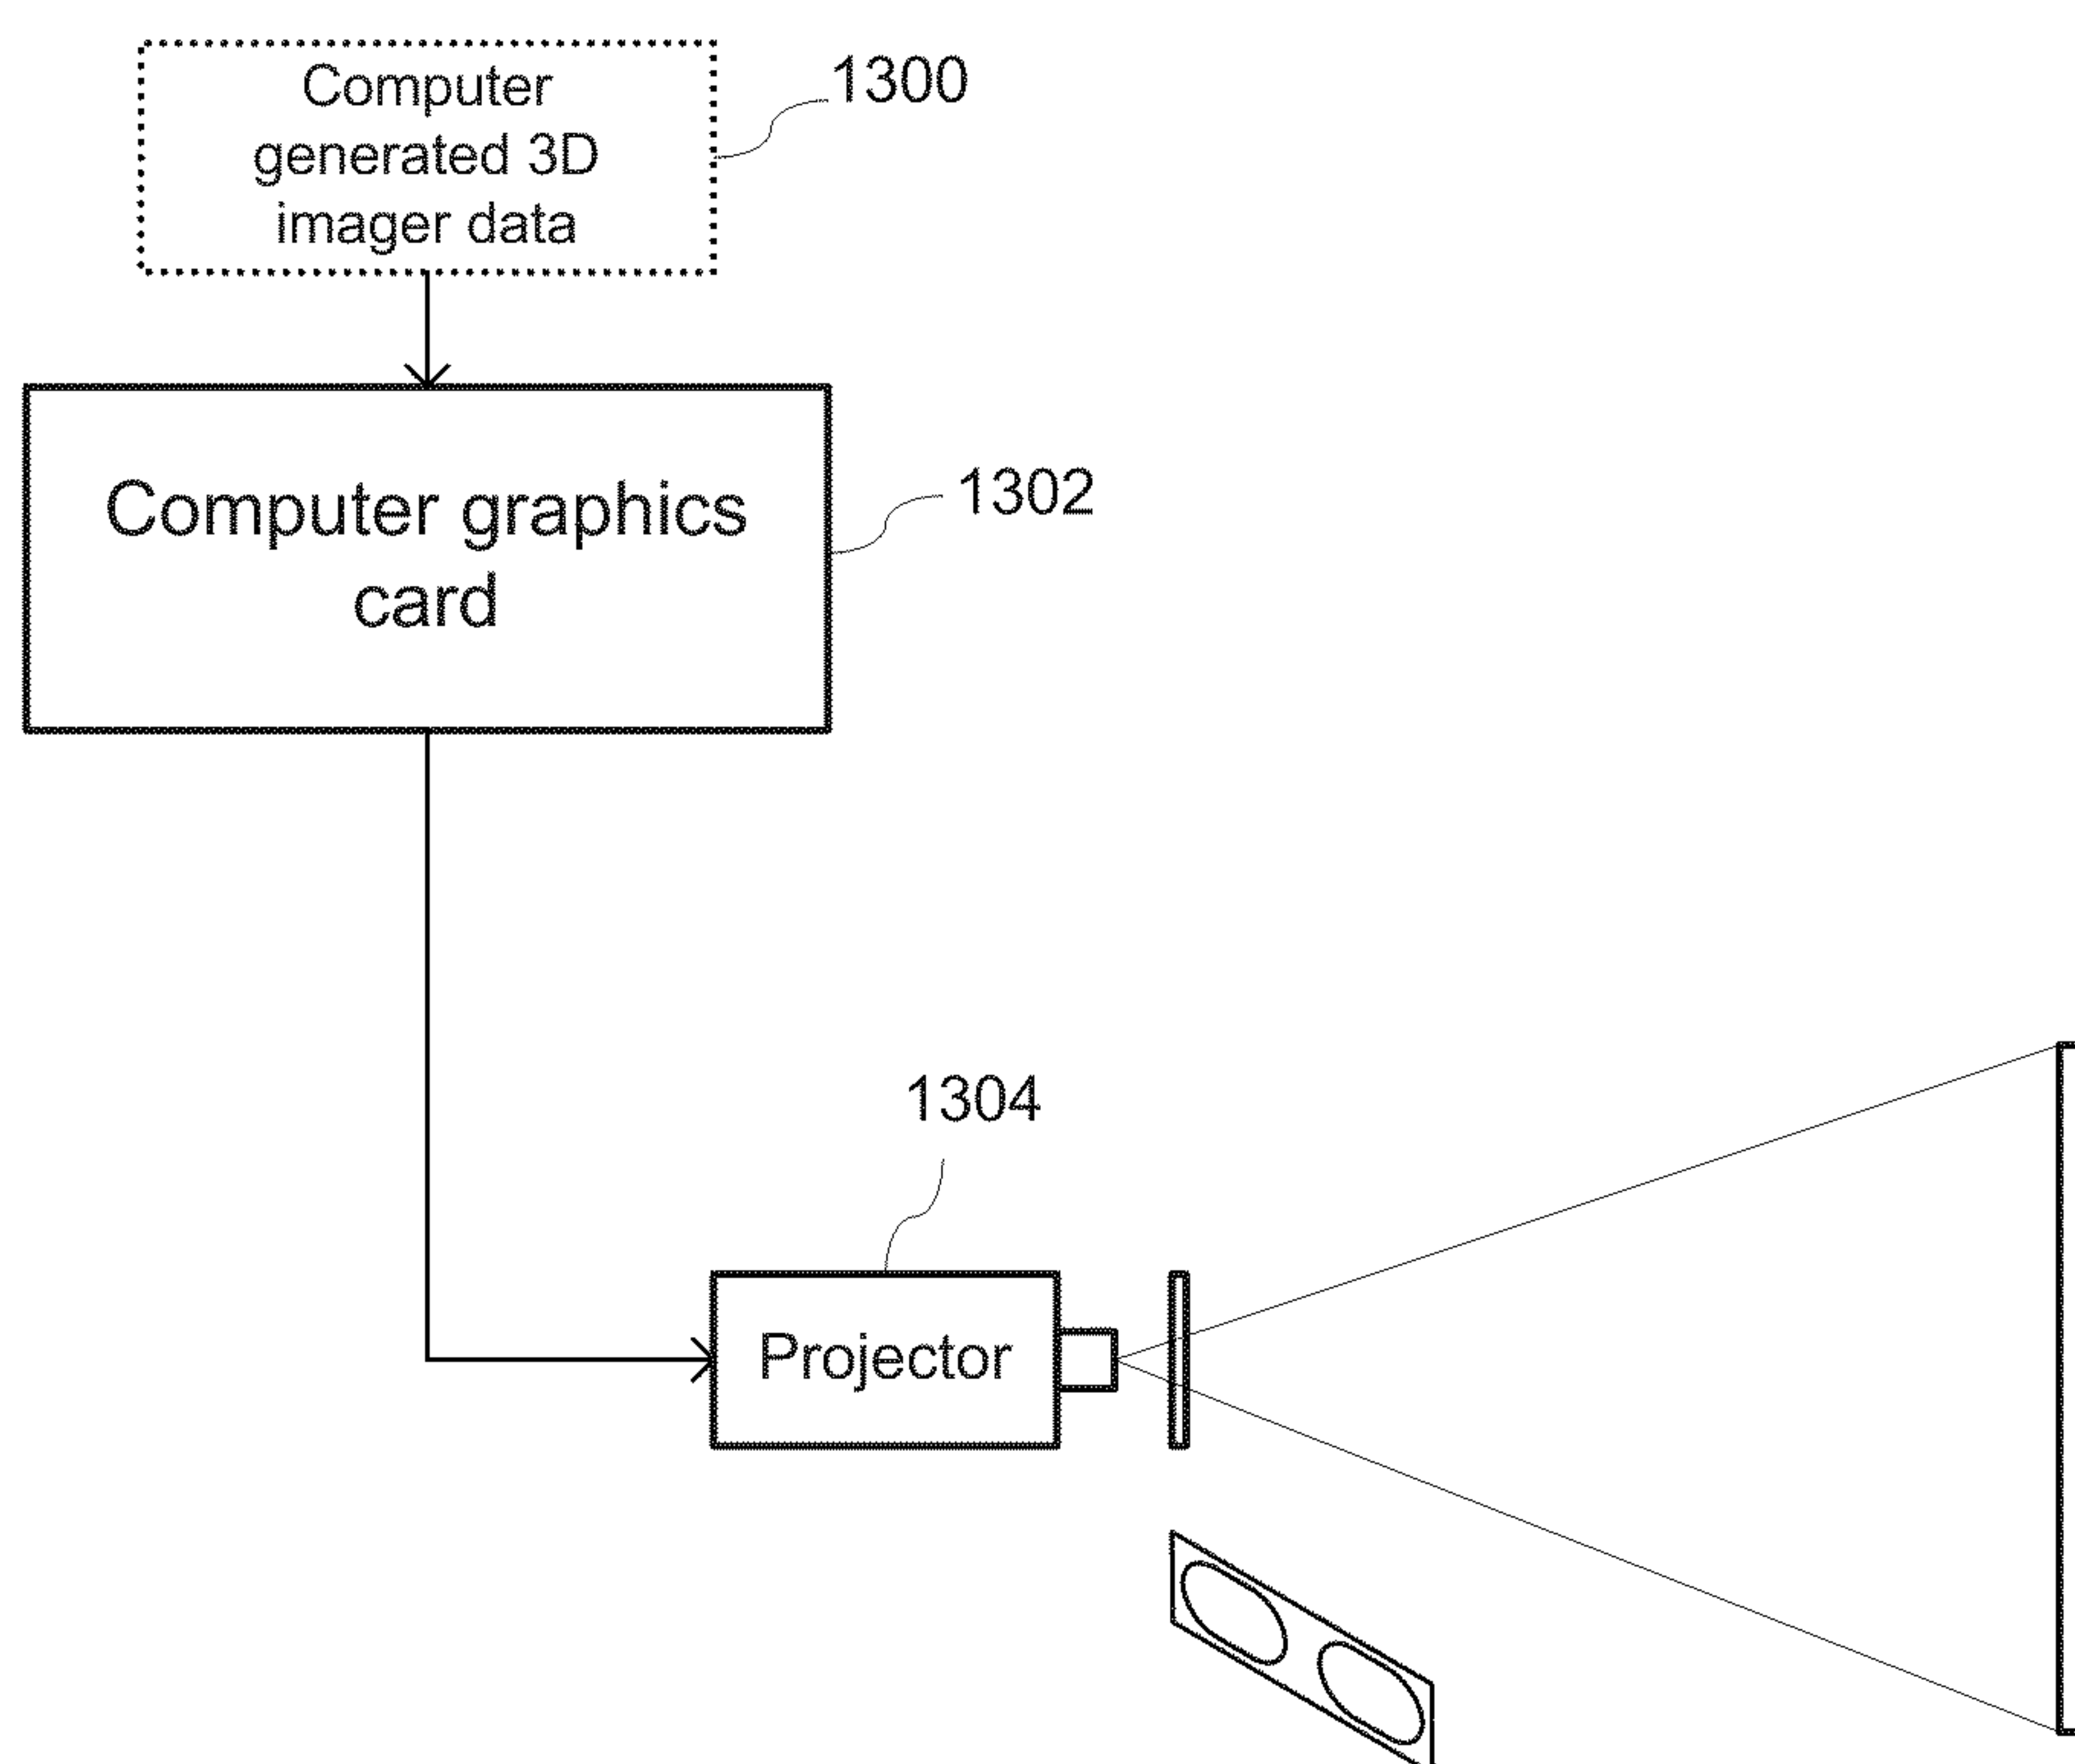 Computer
generated 3D
imager data
1300
Computer graphics
card
1302
1304
Projector